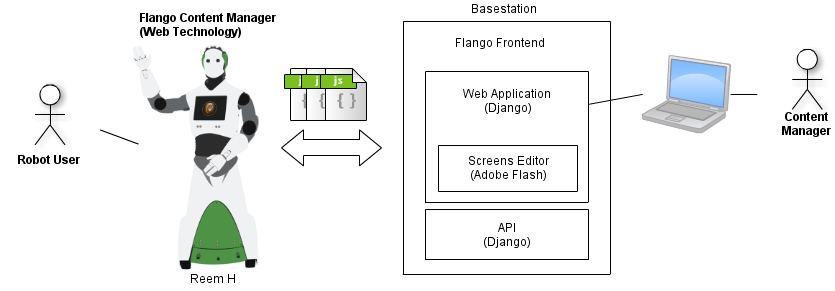 Flango Content Manager
(Web Technology)
Robot User
Reem H
j
j
js
{
{
{ }
Basestation
Flango Frontend
Web Application
(Django)
Screens Editor
(Adobe Flash)
API
(Django)
Content
Manager